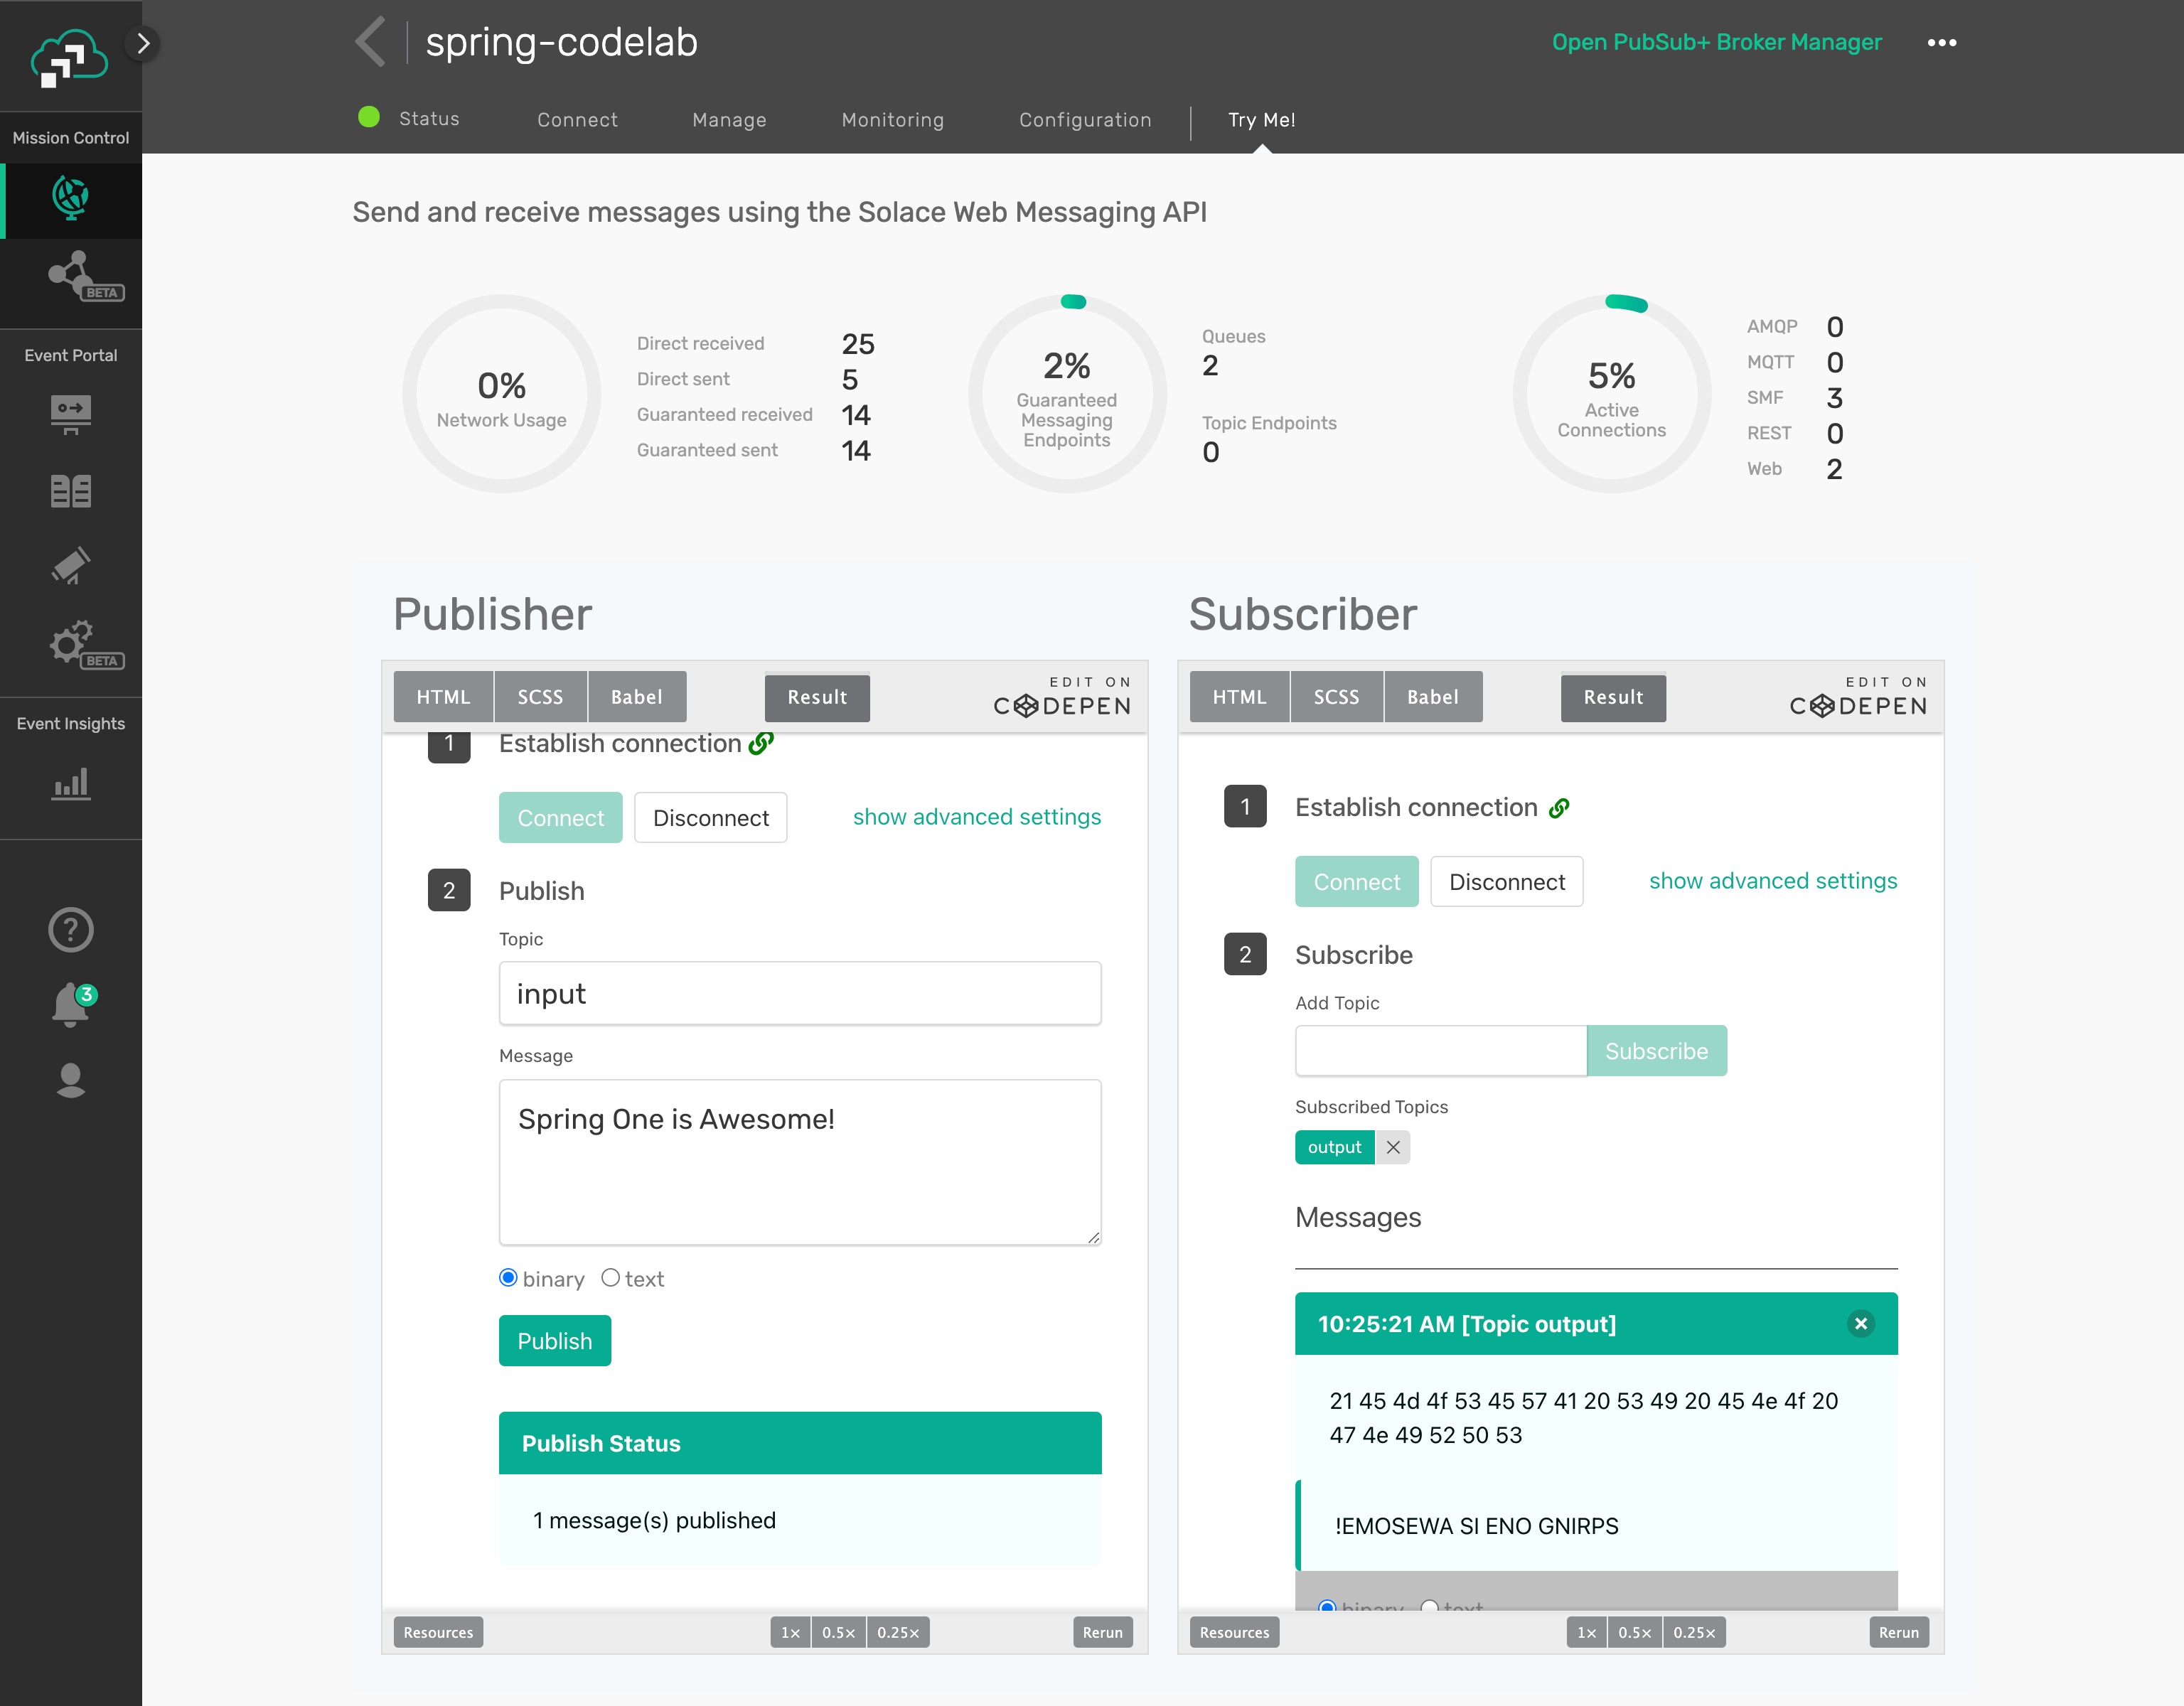 spring-codelab
Open PubSub+ Broker Manager
Mission Control
Status
Connect
Manage
Monitoring
Configuration
Try Me!
BETA
Event Portal
BETA
Event Insights
?
3
Send and receive messages using the Solace Web Messaging API
0%
Network Usage
Direct received 25
Direct sent 5
Guaranteed received 14
Guaranteed sent 14
2%
Guaranteed
Messaging
Endpoints
Queues
2
Topic Endpoints
0
5%
Active
Connections
AMQP 0
MQTT 0
SMF 3
REST 0
Web 2
Publisher
HTML SCSS Babel Result
EDIT ON
CODEPEN
1 Establish connection
Connect Disconnect show advanced settings
2 Publish
Topic
input
Message
Spring One is Awesome!
binary text
Publish
Publish Status
1 message(s) published
Resources 1× 0.5× 0.25× Rerun
Subscriber
HTML SCSS Babel Result
EDIT ON
CODEPEN
1 Establish connection
Connect Disconnect show advanced settings
2 Subscribe
Add Topic
Subscribe
Subscribed Topics
output
Messages
10:25:21 AM [Topic output]
21 45 4d 4f 53 45 57 41 20 53 49 20 45 4e 4f 20
47 4e 49 52 50 53
!EMOSEWA SI ENO GNIRPS
binary text
Resources 1× 0.5× 0.25× Rerun